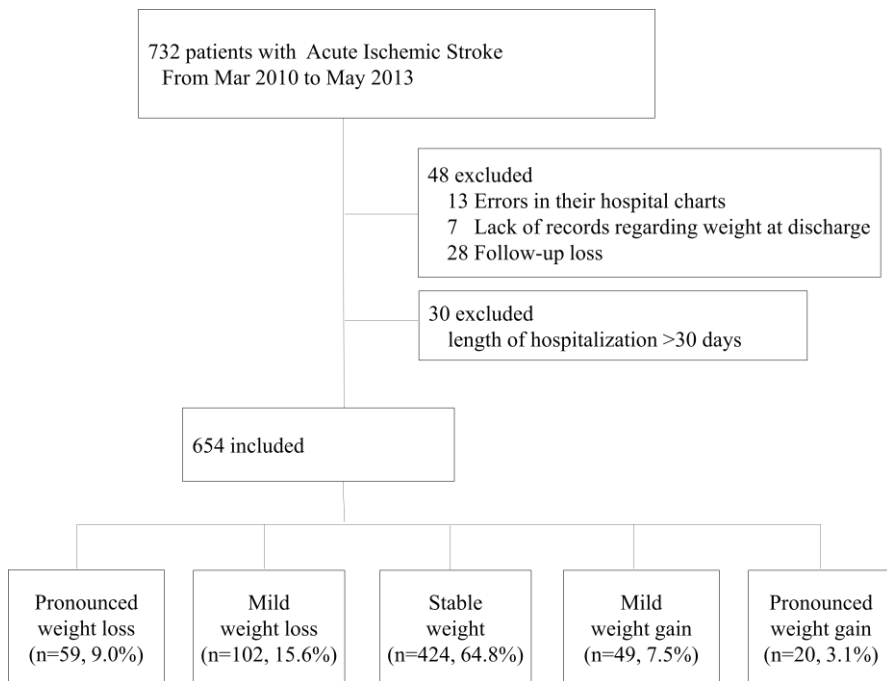 732 patients with Acute Ischemic Stroke
From Mar 2010 to May 2013
48 excluded
13 Errors in their hospital charts
7 Lack of records regarding weight at discharge
28 Follow-up loss
30 excluded
length of hospitalization >30 days
654 included
Pronounced
weight loss
(n=59, 9.0%)
Mild
weight loss
(n=102, 15.6%)
Stable
weight
(n=424, 64.8%)
Mild
weight gain
(n=49, 7.5%)
Pronounced
weight gain
(n=20, 3.1%)